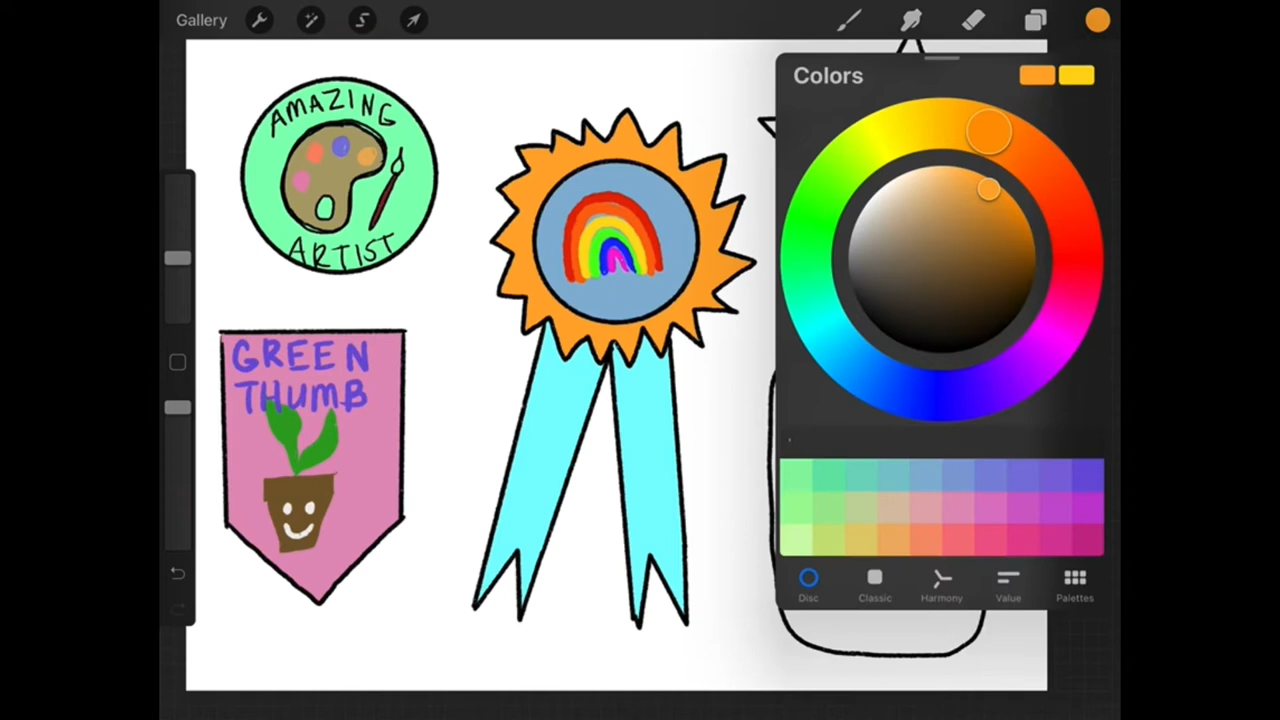 Gallery
Colors
AMAZING
ARTIST
GREEN
THUMB
Disc
Classic
Harmony
Value
Palettes